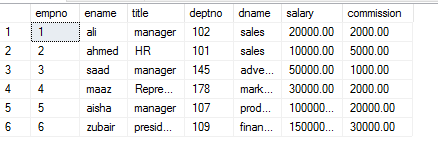 empno ename title deptno dname salary commission
1 1 ali manager 102 sales 20000.00 2000.00
2 2 ahmed HR 101 sales 10000.00 5000.00
3 3 saad manager 145 adve... 50000.00 1000.00
4 4 maaz Repre... 178 mark... 30000.00 2000.00
5 5 aisha manager 107 prod... 100000.... 20000.00
6 6 zubair presid... 109 finan... 150000.... 30000.00